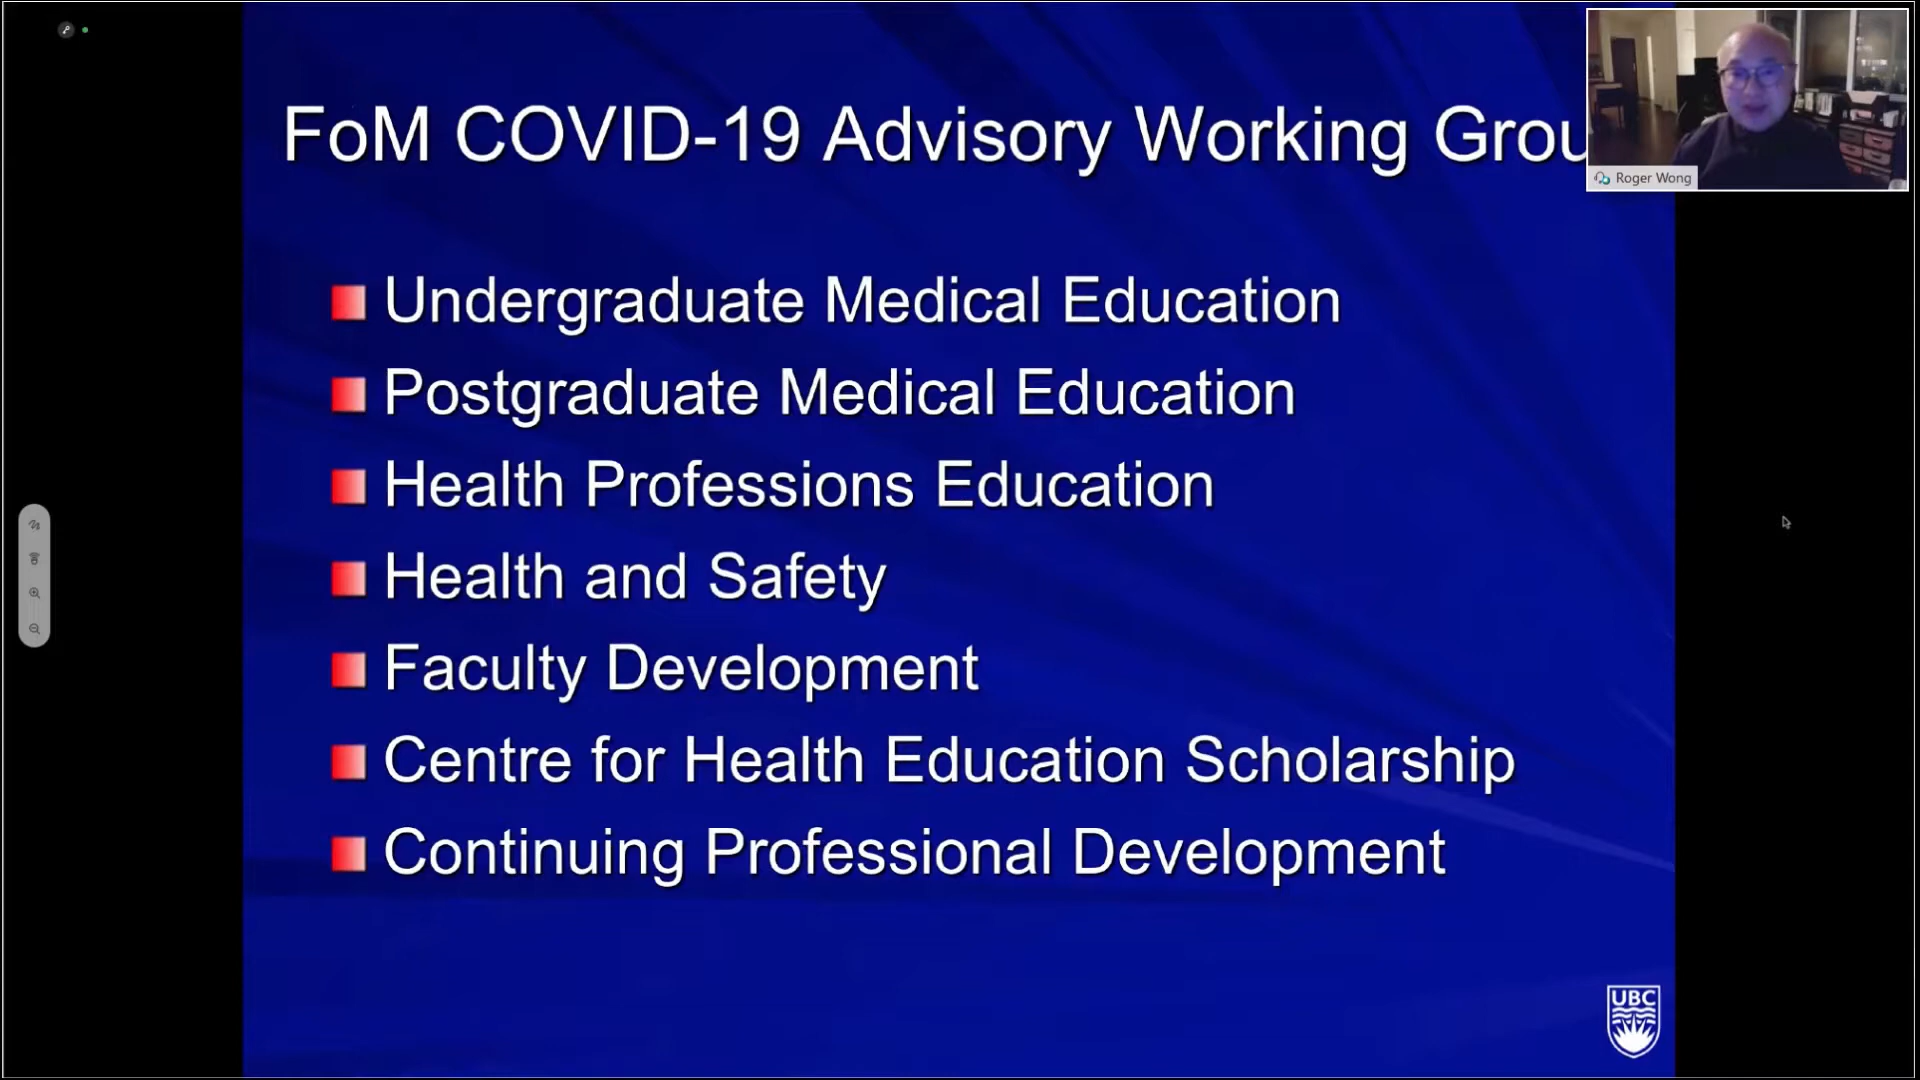 FoM COVID-19 Advisory Working Grou
Roger Wong
Undergraduate Medical Education
Postgraduate Medical Education
Health Professions Education
Health and Safety
Faculty Development
Centre for Health Education Scholarship
Continuing Professional Development
UBC